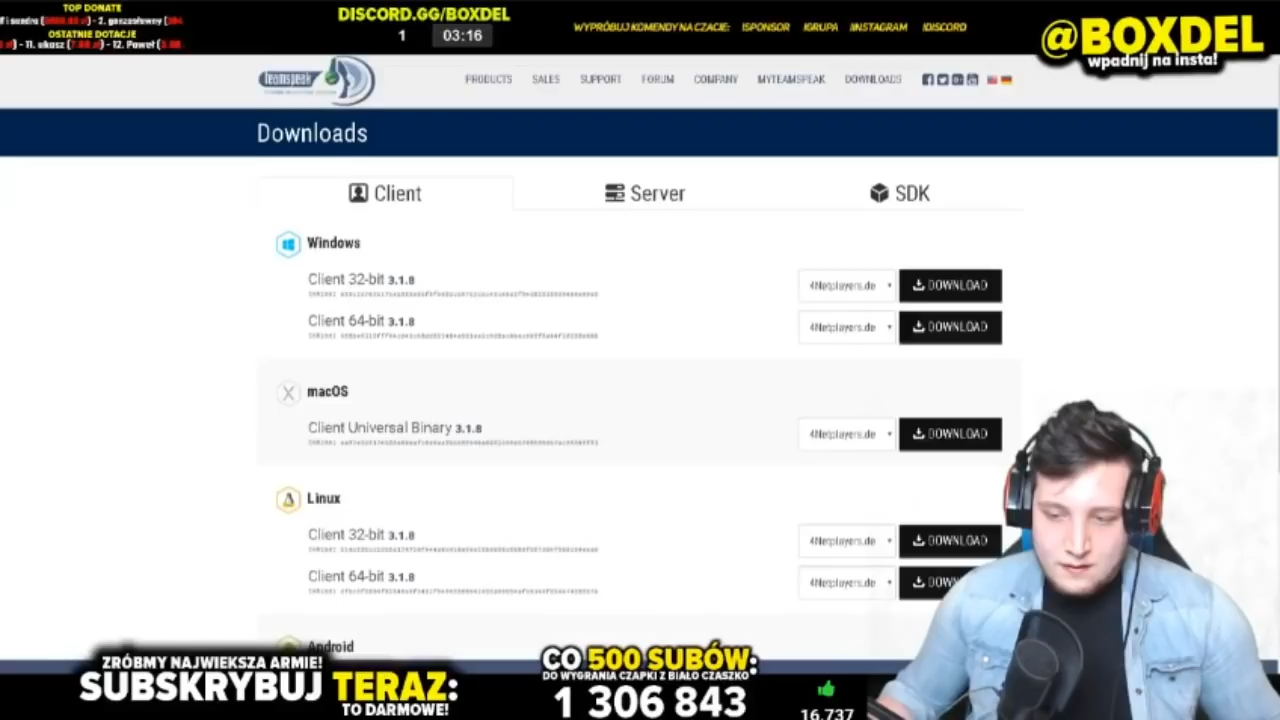 TOP DONATE
OSTATNIE DOTACJE
DISCORD.GG/BOXDEL
1
03:16
WYPRÓBUJ KOMENDY NA CZACIE: !SPONSOR !GRUPA !INSTAGRAM !DISCORD
@BOXDEL
wpadnij na insta!
teamspeak
PRODUCTS SALES SUPPORT FORUM COMPANY MYTEAMSPEAK DOWNLOADS
Downloads
Client Server SDK
Windows
Client 32-bit 3.1.8
4Netplayers.de DOWNLOAD
Client 64-bit 3.1.8
4Netplayers.de DOWNLOAD
macOS
Client Universal Binary 3.1.8
4Netplayers.de DOWNLOAD
Linux
Client 32-bit 3.1.8
4Netplayers.de DOWNLOAD
Client 64-bit 3.1.8
4Netplayers.de DOWN
Android
ZRÓBMY NAJWIEKSZA ARMIE!
SUBSKRYBUJ TERAZ:
TO DARMOWE!
CO 500 SUBÓW:
DO WYGRANIA CZAPKI Z BIAŁO CZASZKO
1 306 843
16,737